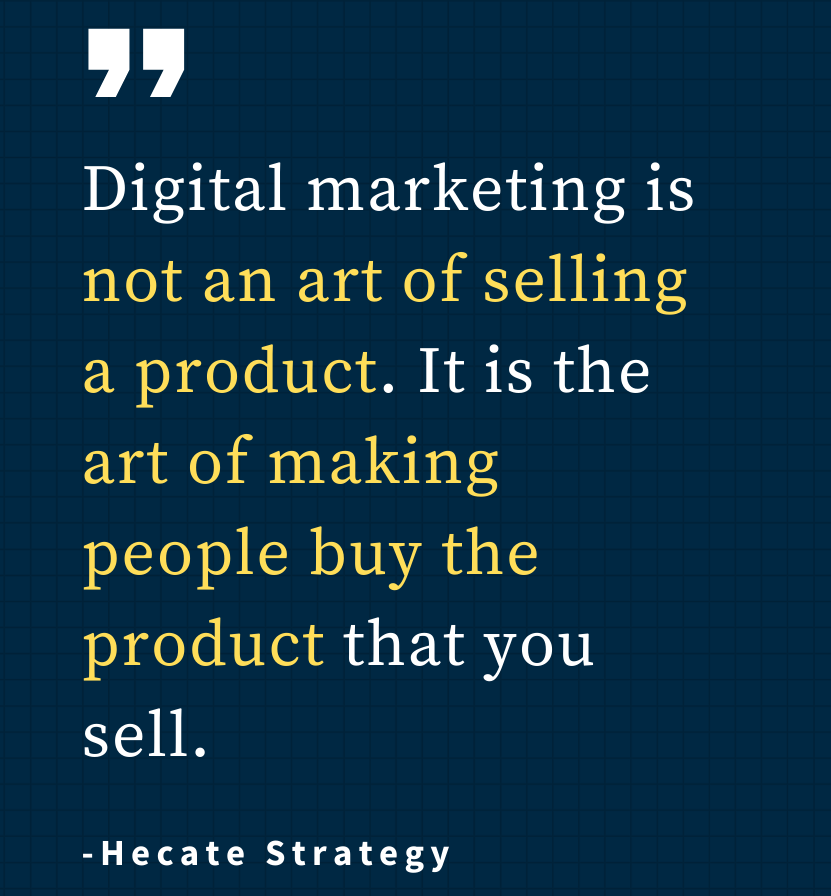 ”
Digital marketing is
not an art of selling
a product. It is the
art of making
people buy the
product that you
sell.
-Hecate Strategy